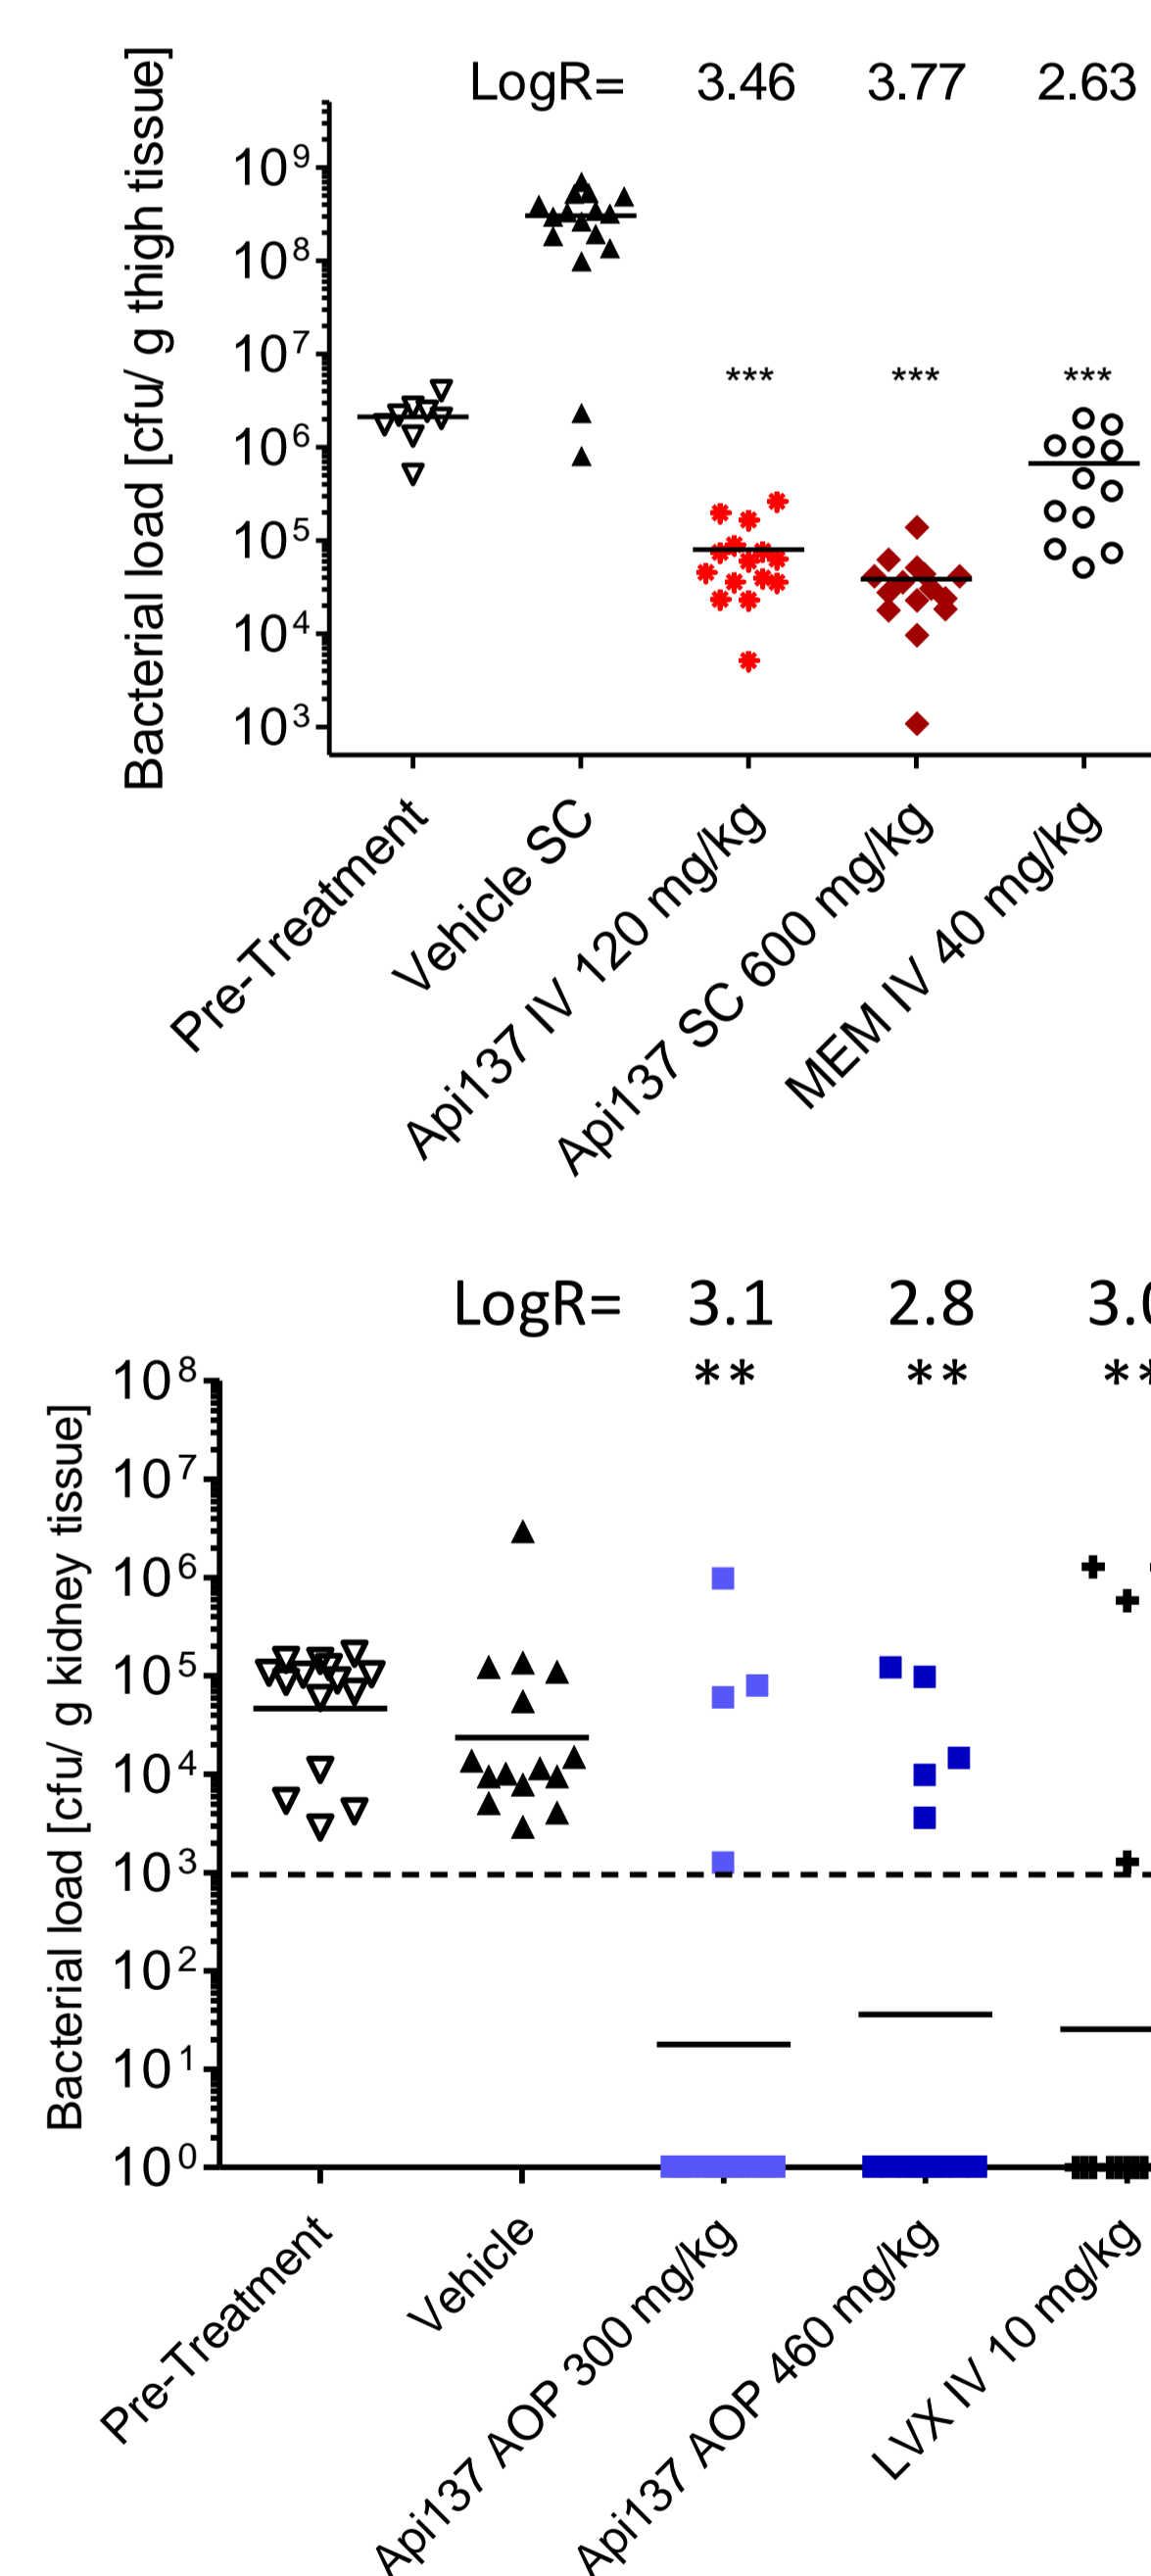 LogR= 3.46 3.77 2.63
Bacterial load [cfu/ g thigh tissue]
10⁹
10⁸
10⁷
*** *** ***
10⁶
10⁵
10⁴
10³
Pre-Treatment
Vehicle SC
Api137 IV 120 mg/kg
Api137 SC 600 mg/kg
MEM IV 40 mg/kg
LogR= 3.1 2.8 3.0
** ** **
Bacterial load [cfu/ g kidney tissue]
10⁸
10⁷
10⁶
10⁵
10⁴
10³
10²
10¹
10⁰
Pre-Treatment
Vehicle
Api137 AOP 300 mg/kg
Api137 AOP 460 mg/kg
LVX IV 10 mg/kg